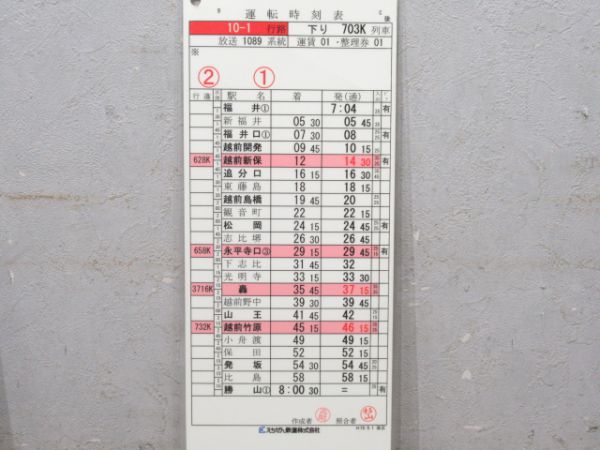 運転時刻表
後
10-1 行路 下り 703K 列車
放送 1089 系統 運賃 01 ・整理券 01
※
② ①
行違 駅名 着 発(通)
福井① 7:04 有
新福井 05 30 05 45
福井口① 07 30 08 有
越前開発 09 45 10 15
628K 越前新保 12 14 30 有
追分口 16 15 16 30
東藤島 18 18 15
越前島橋 19 45 20
観音町 22 22 15
松岡 24 15 24 45 有
志比堺 26 30 26 45
658K 永平寺口③ 29 15 29 45 有
下志比 31 45 32
光明寺 33 15 33 30
3716K 轟 35 45 37 15
越前野中 39 30 39 45
山王 41 45 42
732K 越前竹原 45 15 46 15
小舟渡 49 49 15
保田 52 52 15
発坂 54 30 54 45
比島 58 58 15
勝山① 8:00 30 = 有
作成者 照合者
えちぜん鉄道株式会社